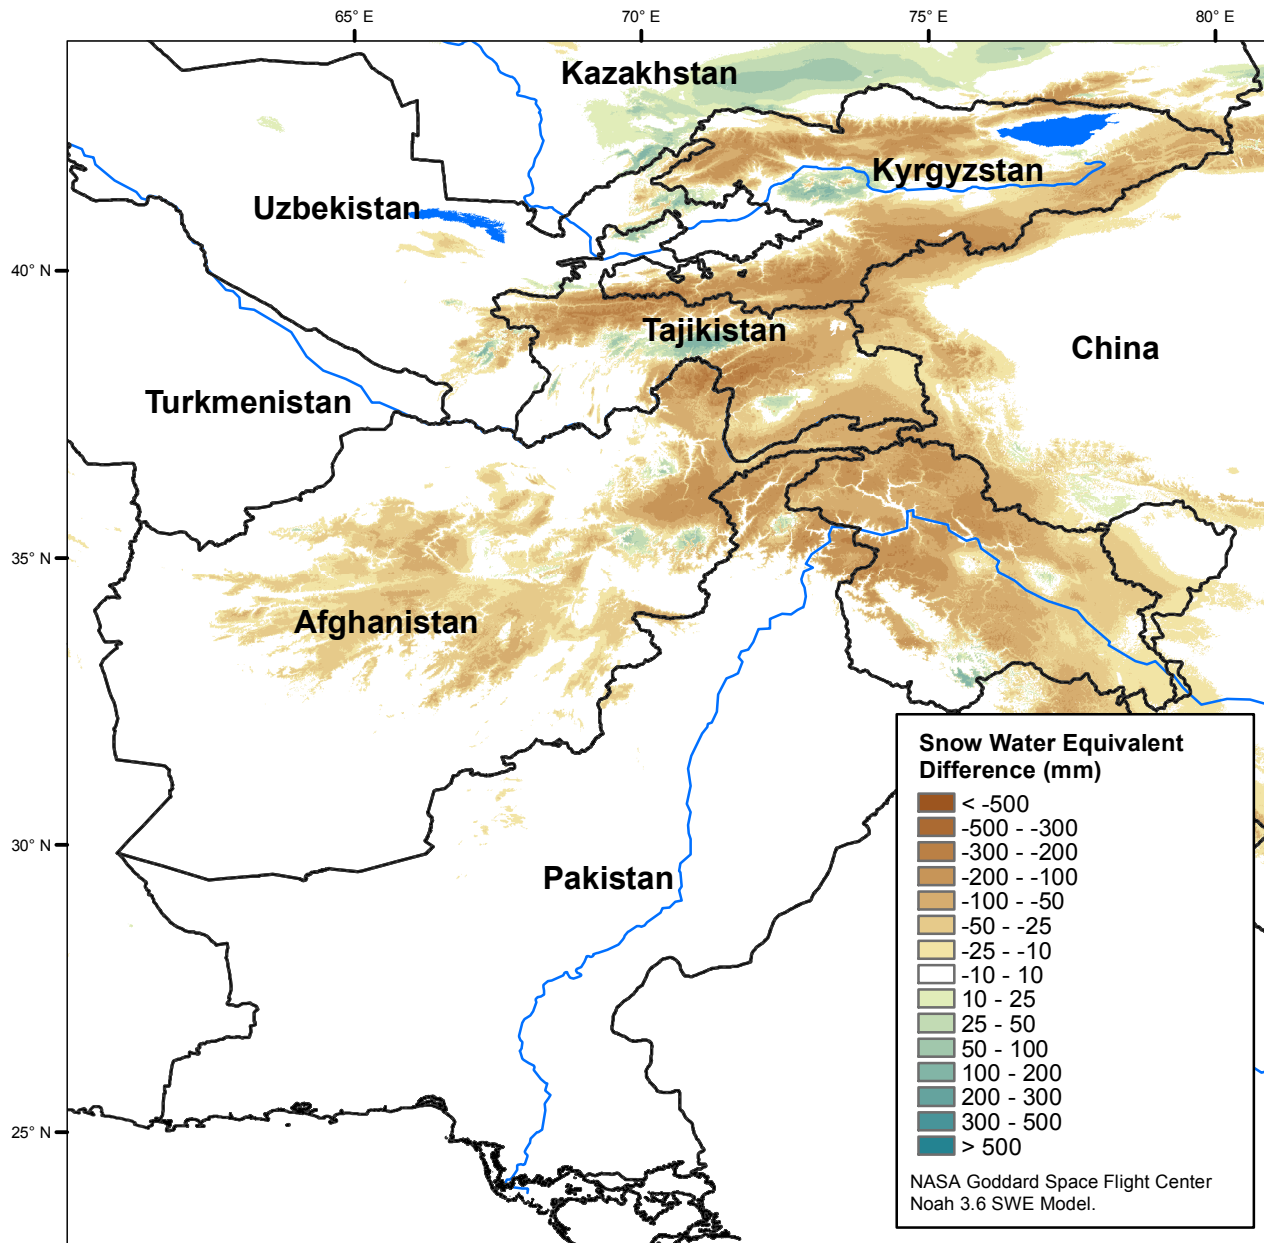 65° E
70° E
75° E
80° E
Kazakhstan
Kyrgyzstan
Uzbekistan
40° N
Tajikistan
China
Turkmenistan
35° N
Afghanistan
Snow Water Equivalent
Difference (mm)
< -500
-500 - -300
-300 - -200
-200 - -100
-100 - -50
-50 - -25
-25 - -10
-10 - 10
10 - 25
25 - 50
50 - 100
100 - 200
200 - 300
300 - 500
> 500
NASA Goddard Space Flight Center
Noah 3.6 SWE Model.
30° N
Pakistan
25° N